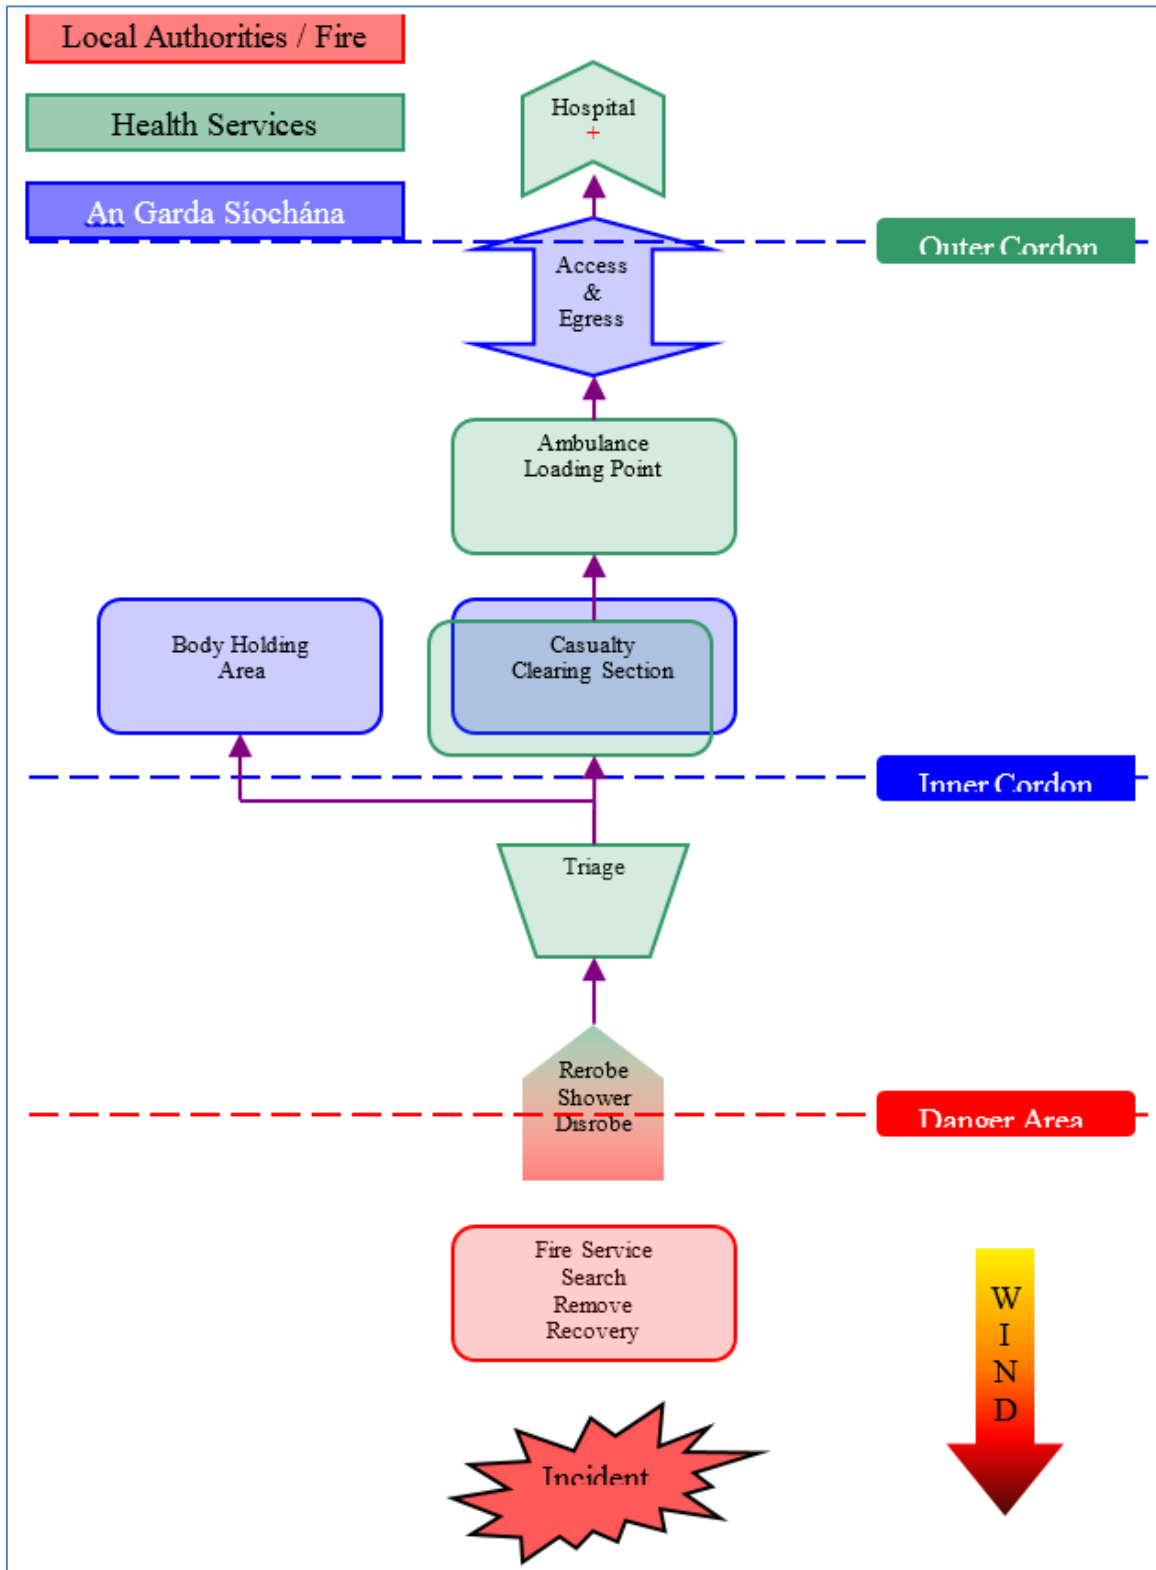 Local Authorities / Fire
Health Services
An Garda Síochána
Hospital
+
Outer Cordon
Access
&
Egress
Ambulance
Loading Point
Body Holding
Area
Casualty
Clearing Section
Inner Cordon
Triage
Rerobe
Shower
Disrobe
Danger Area
Fire Service
Search
Remove
Recovery
W
I
N
D
Incident